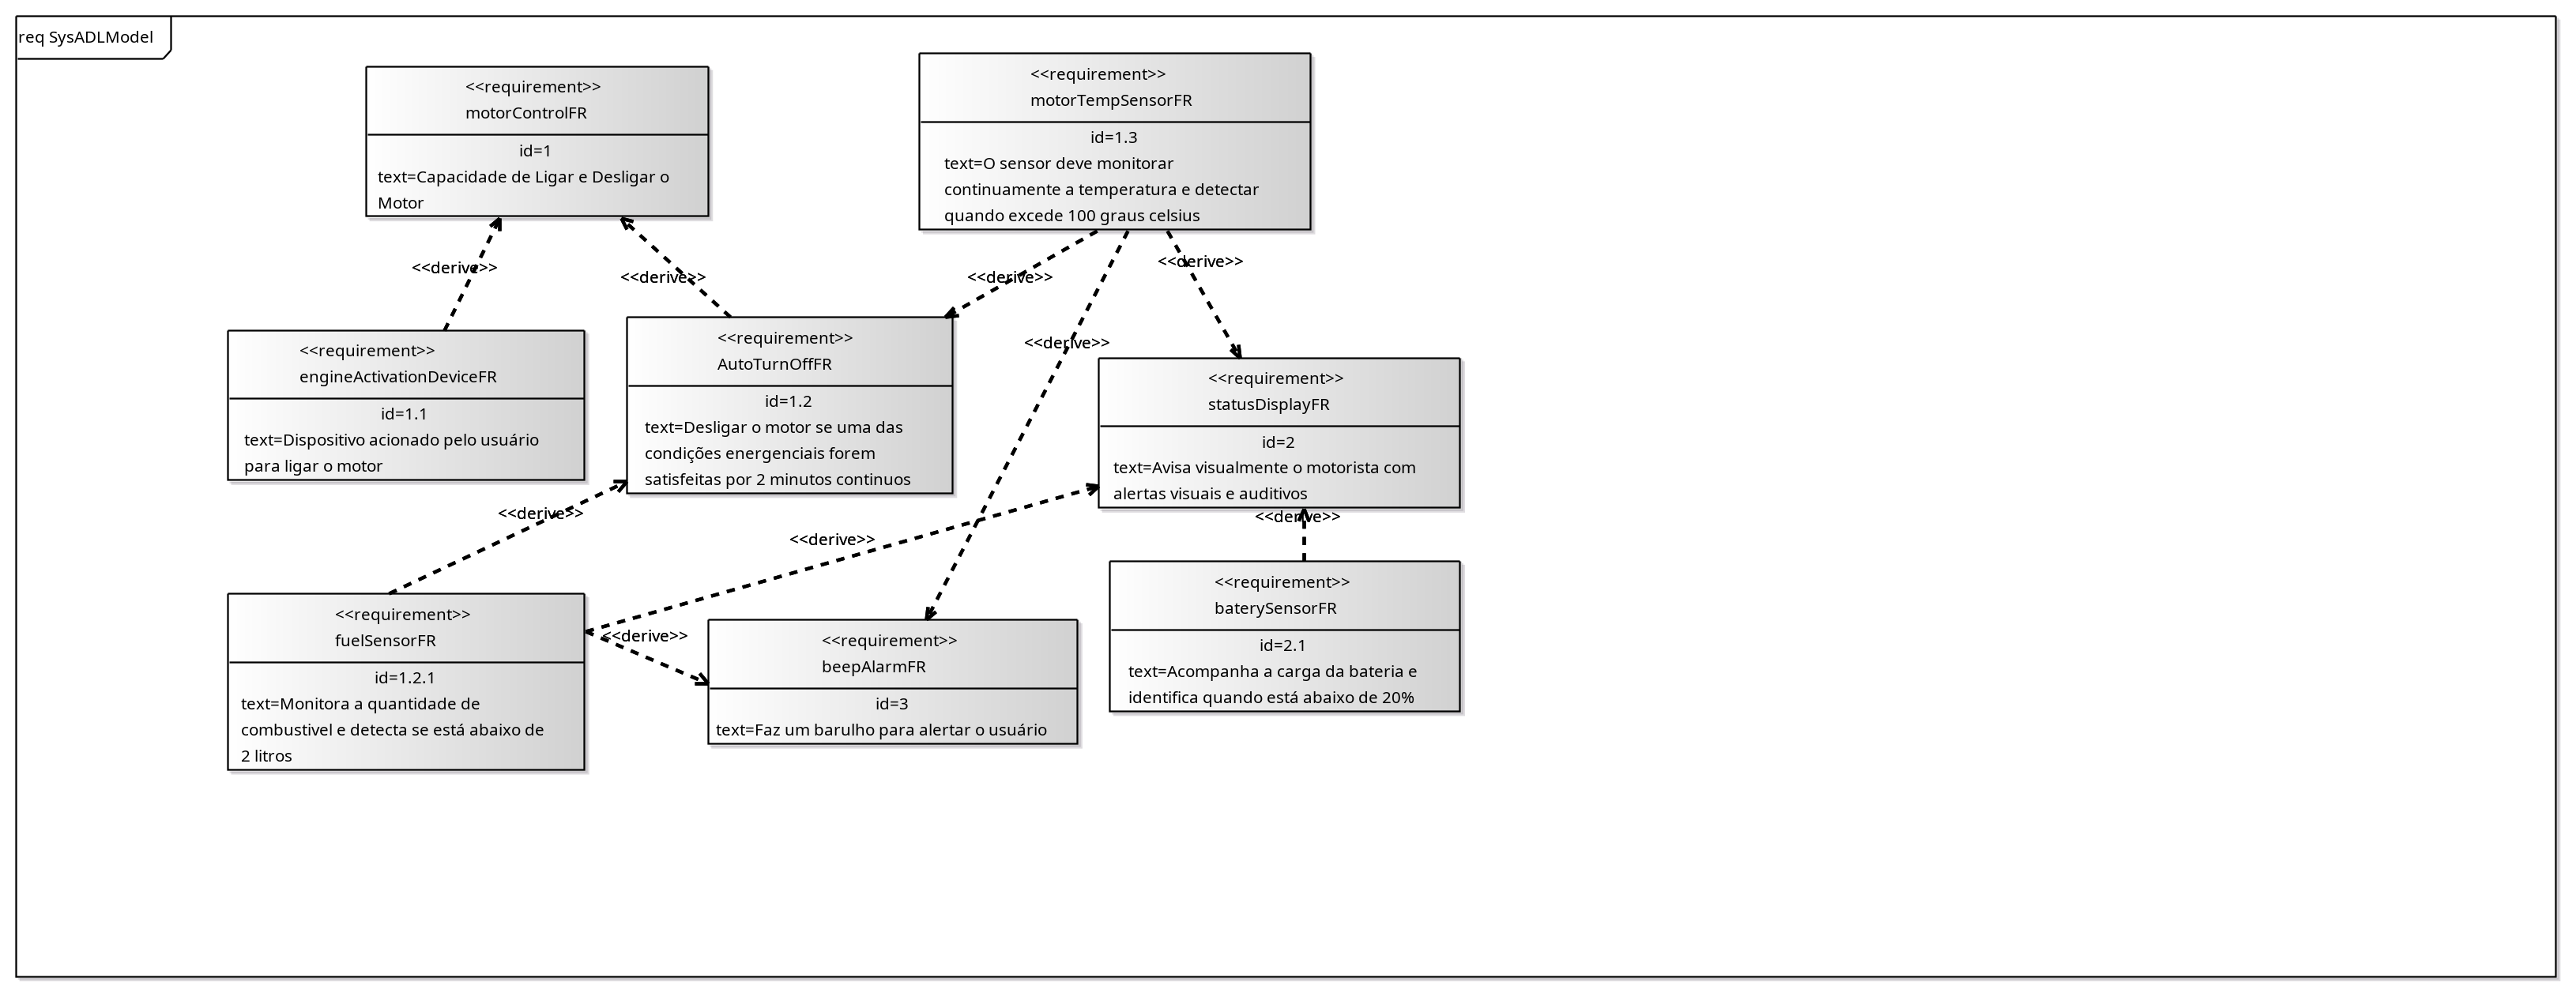 req SysADLModel
<<requirement>>
motorControlFR
id=1
text=Capacidade de Ligar e Desligar o
Motor
<<requirement>>
motorTempSensorFR
id=1.3
text=O sensor deve monitorar
continuamente a temperatura e detectar
quando excede 100 graus celsius
<<derive>>
<<derive>>
<<derive>>
<<derive>>
<<derive>>
<<requirement>>
engineActivationDeviceFR
id=1.1
text=Dispositivo acionado pelo usuário
para ligar o motor
<<requirement>>
AutoTurnOffFR
id=1.2
text=Desligar o motor se uma das
condições energenciais forem
satisfeitas por 2 minutos continuos
<<requirement>>
statusDisplayFR
id=2
text=Avisa visualmente o motorista com
alertas visuais e auditivos
<<derive>>
<<derive>>
<<derive>>
<<derive>>
<<requirement>>
fuelSensorFR
id=1.2.1
text=Monitora a quantidade de
combustivel e detecta se está abaixo de
2 litros
<<requirement>>
beepAlarmFR
id=3
text=Faz um barulho para alertar o usuário
<<requirement>>
baterySensorFR
id=2.1
text=Acompanha a carga da bateria e
identifica quando está abaixo de 20%